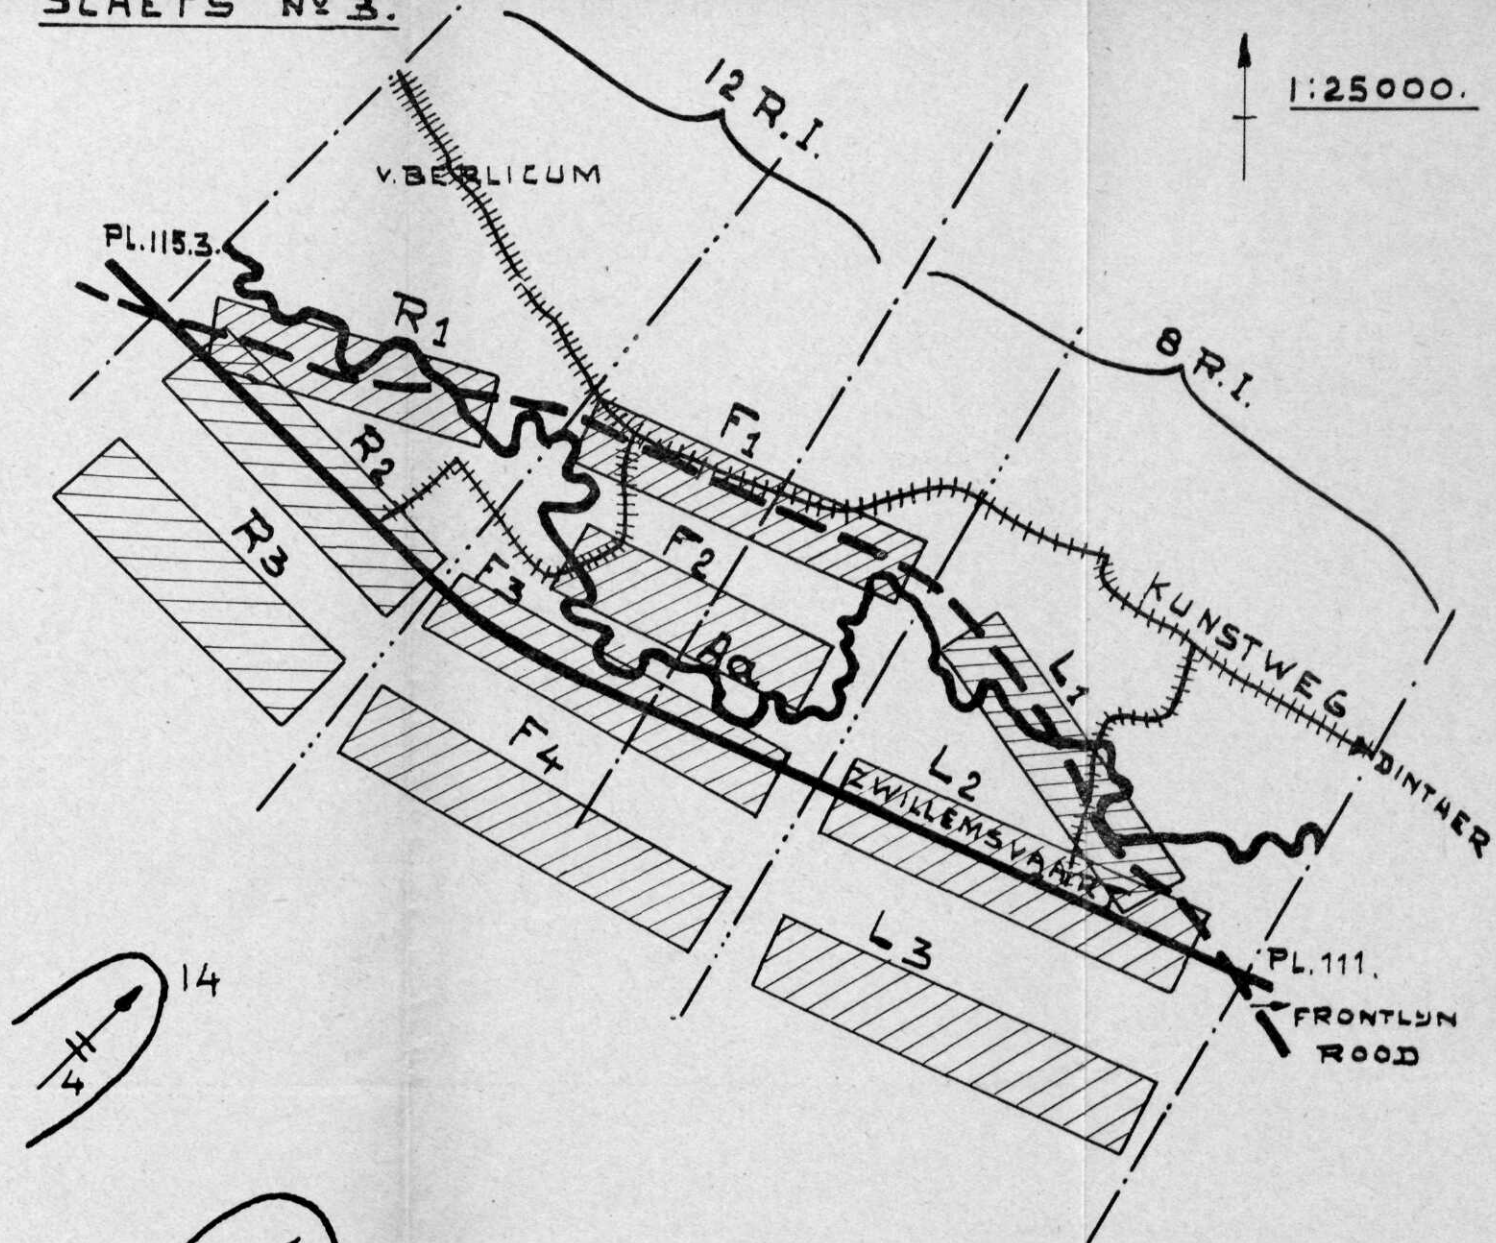 SCHETS No 3.
12 R.I.
1:25000.
v. BERLICUM
PL. 115.3.
R1
8 R.I.
F1
R2
R3
F2
F3
KUNSTWEG
Aa
L1
F4
L2
N DINTHER
ZWILLEMSVAART
L3
PL. 111.
14
FRONTLIJN
ROOD
4